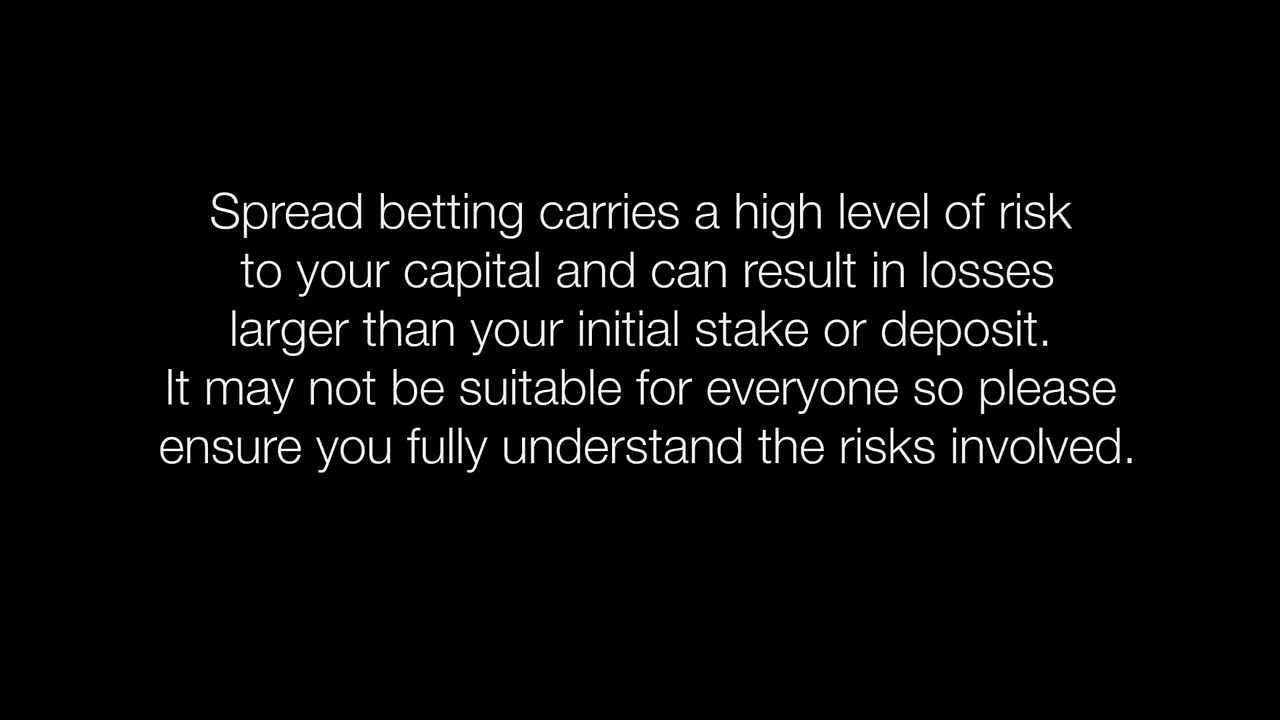 Spread betting carries a high level of risk
to your capital and can result in losses
larger than your initial stake or deposit.
It may not be suitable for everyone so please
ensure you fully understand the risks involved.